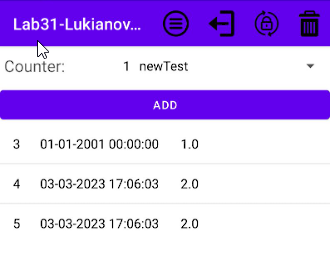 Lab31-Lukianov...
Counter: 1 newTest
ADD
3 01-01-2001 00:00:00 1.0
4 03-03-2023 17:06:03 2.0
5 03-03-2023 17:06:03 2.0